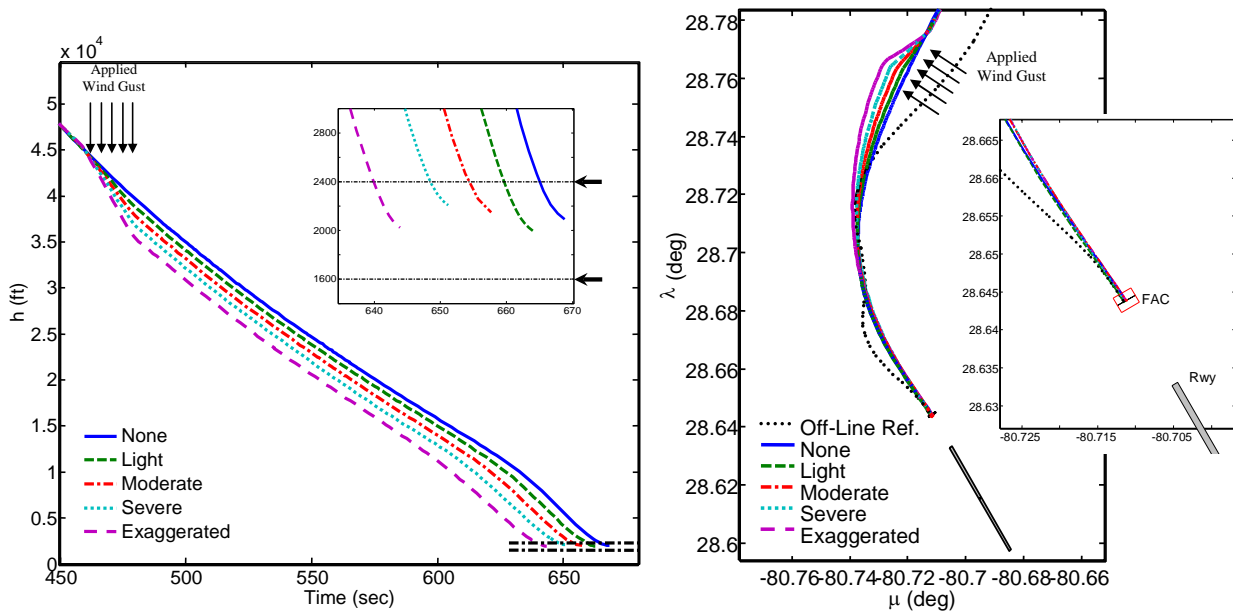 x 10^4
Applied
Wind Gust
5
4.5
4
3.5
3
2.5
2
1.5
1
0.5
0
h (ft)
450
500
550
600
650
Time (sec)
None
Light
Moderate
Severe
Exaggerated
2800
2400
2000
1600
640
650
660
670
28.78
28.76
28.74
28.72
28.7
28.68
28.66
28.64
28.62
28.6
λ (deg)
-80.76
-80.74
-80.72
-80.7
-80.68
-80.66
μ (deg)
Applied
Wind Gust
Off-Line Ref.
None
Light
Moderate
Severe
Exaggerated
28.665
28.66
28.655
28.65
28.645
28.64
28.635
28.63
-80.725
-80.715
-80.705
FAC
Rwy